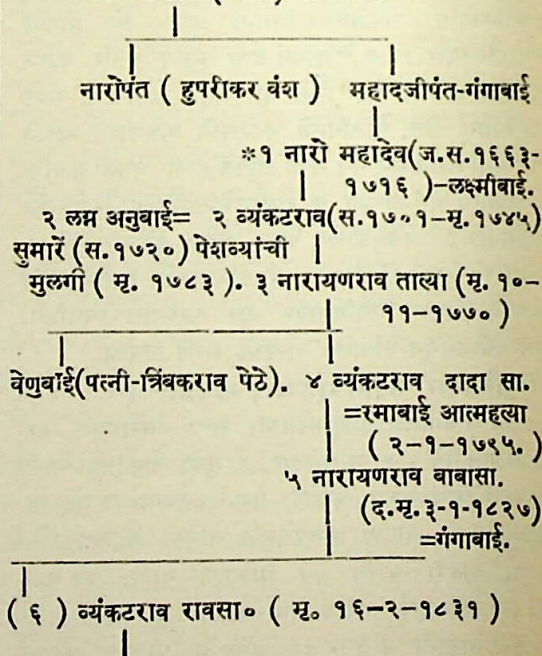 नारोपंत ( हुपरीकर वंश ) महादजीपंत-गंगाबाई
*१ नारो महादेव(ज.स.१६६३-
१७१६ )-लक्ष्मीबाई.
२ लग्न अनुबाई= २ व्यंकटराव(स.१७०१-मृ.१७४५)
सुमारें (स.१७२०) पेशव्यांची
मुलगी ( मृ. १७८३ ). ३ नारायणराव तात्या (मृ. १०-
११-१७७० )
वेणुबाई(पत्नी-त्रिंबकराव पेठे). ४ व्यंकटराव दादा सा.
=रमाबाई आत्महत्या
( २-१-१७९५. )
५ नारायणराव बाबासा.
(द.मृ.३-१-१८२७)
=गंगाबाई.
( ६ ) व्यंकटराव रावसा० ( मृ० १६-२-१८३१ )